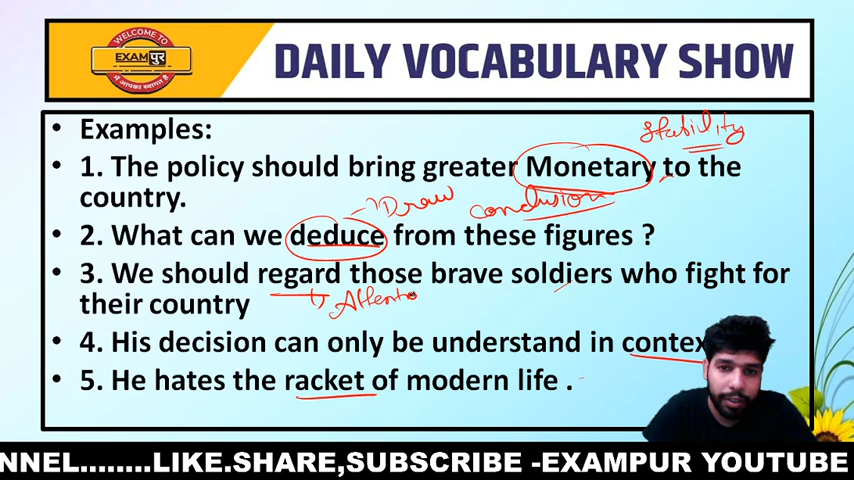 WELCOME TO
EXAMपुर
में आपका स्वागत है
DAILY VOCABULARY SHOW
• Examples:
stability
• 1. The policy should bring greater Monetary to the
country.
Draw conclusion
• 2. What can we deduce from these figures ?
• 3. We should regard those brave soldiers who fight for
their country
Attentio
• 4. His decision can only be understand in contex
• 5. He hates the racket of modern life .
NNEL........LIKE.SHARE,SUBSCRIBE -EXAMPUR YOUTUBE